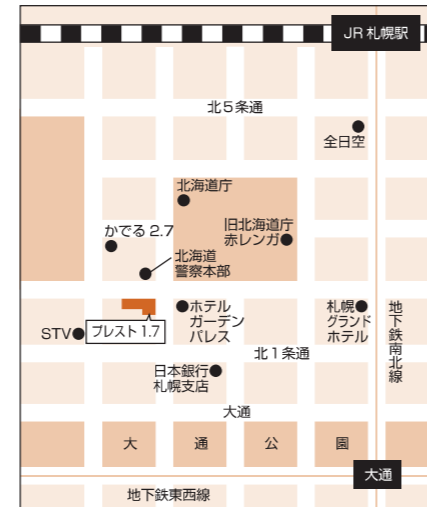 JR 札幌駅
北5条通
全日空
北海道庁
かでる 2.7
旧北海道庁
赤レンガ
北海道
警察本部
ホテル
ガーデン
パレス
札幌
グランド
ホテル
地下鉄南北線
STV
プレスト 1.7
北1条通
日本銀行
札幌支店
大通
大通公園
大通
地下鉄東西線